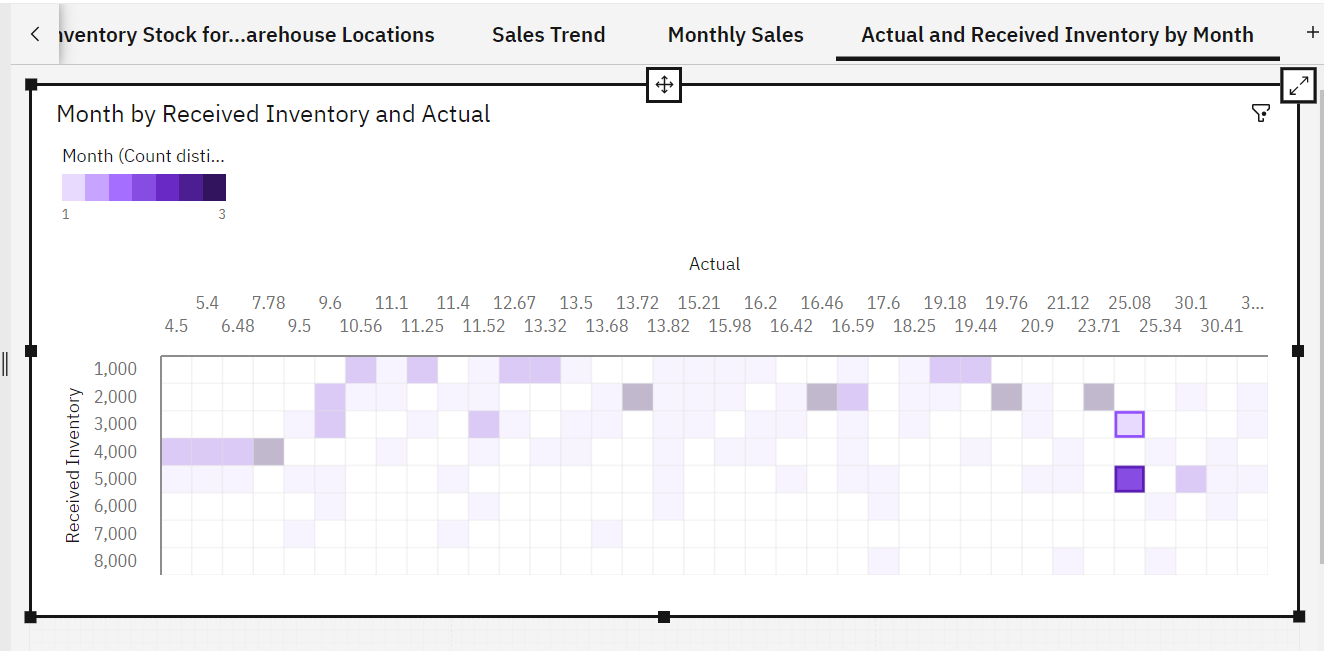 nventory Stock for...arehouse Locations Sales Trend Monthly Sales Actual and Received Inventory by Month +
Month by Received Inventory and Actual
Month (Count disti...
1 3
Actual
5.4 7.78 9.6 11.1 11.4 12.67 13.5 13.72 15.21 16.2 16.46 17.6 19.18 19.76 21.12 25.08 30.1 3...
4.5 6.48 9.5 10.56 11.25 11.52 13.32 13.68 13.82 15.98 16.42 16.59 18.25 19.44 20.9 23.71 25.34 30.41
Received Inventory
1,000
2,000
3,000
4,000
5,000
6,000
7,000
8,000